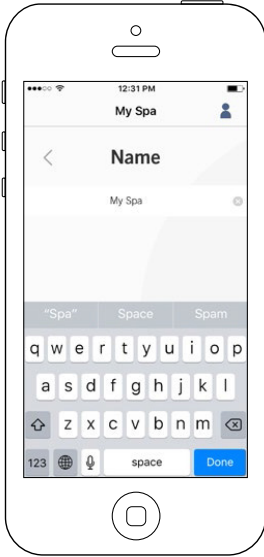 12:31 PM
My Spa
Name
My Spa
"Spa" Space Spam
q w e r t y u i o p
a s d f g h j k l
z x c v b n m
123 space Done